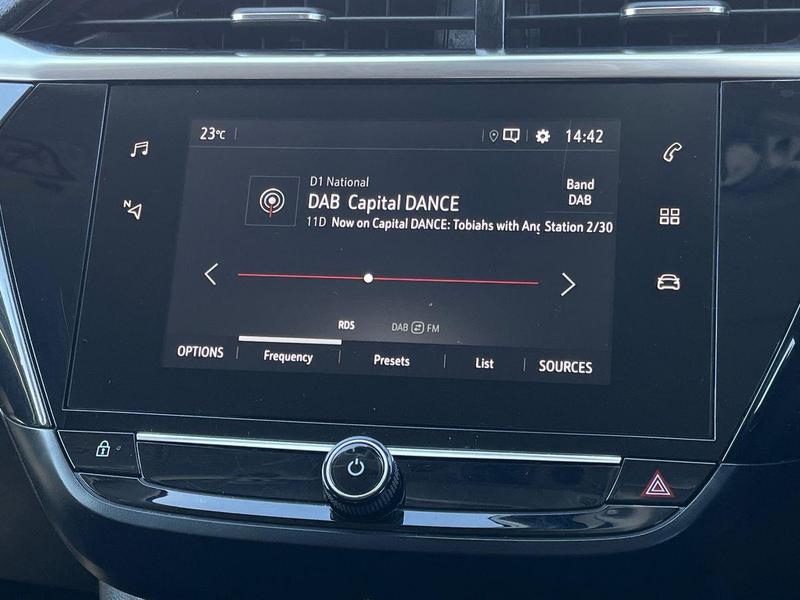 23°C
14:42
D1 National
DAB Capital DANCE
Band
DAB
11D Now on Capital DANCE: Tobiahs with Ang Station 2/30
N
RDS
DAB FM
OPTIONS Frequency Presets List SOURCES